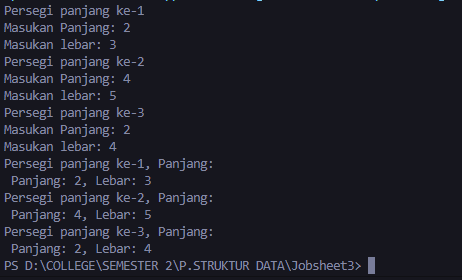 Persegi panjang ke-1
Masukan Panjang: 2
Masukan lebar: 3
Persegi panjang ke-2
Masukan Panjang: 4
Masukan lebar: 5
Persegi panjang ke-3
Masukan Panjang: 2
Masukan lebar: 4
Persegi panjang ke-1, Panjang:
 Panjang: 2, Lebar: 3
Persegi panjang ke-2, Panjang:
 Panjang: 4, Lebar: 5
Persegi panjang ke-3, Panjang:
 Panjang: 2, Lebar: 4
PS D:\COLLEGE\SEMESTER 2\P.STRUKTUR DATA\Jobsheet3>